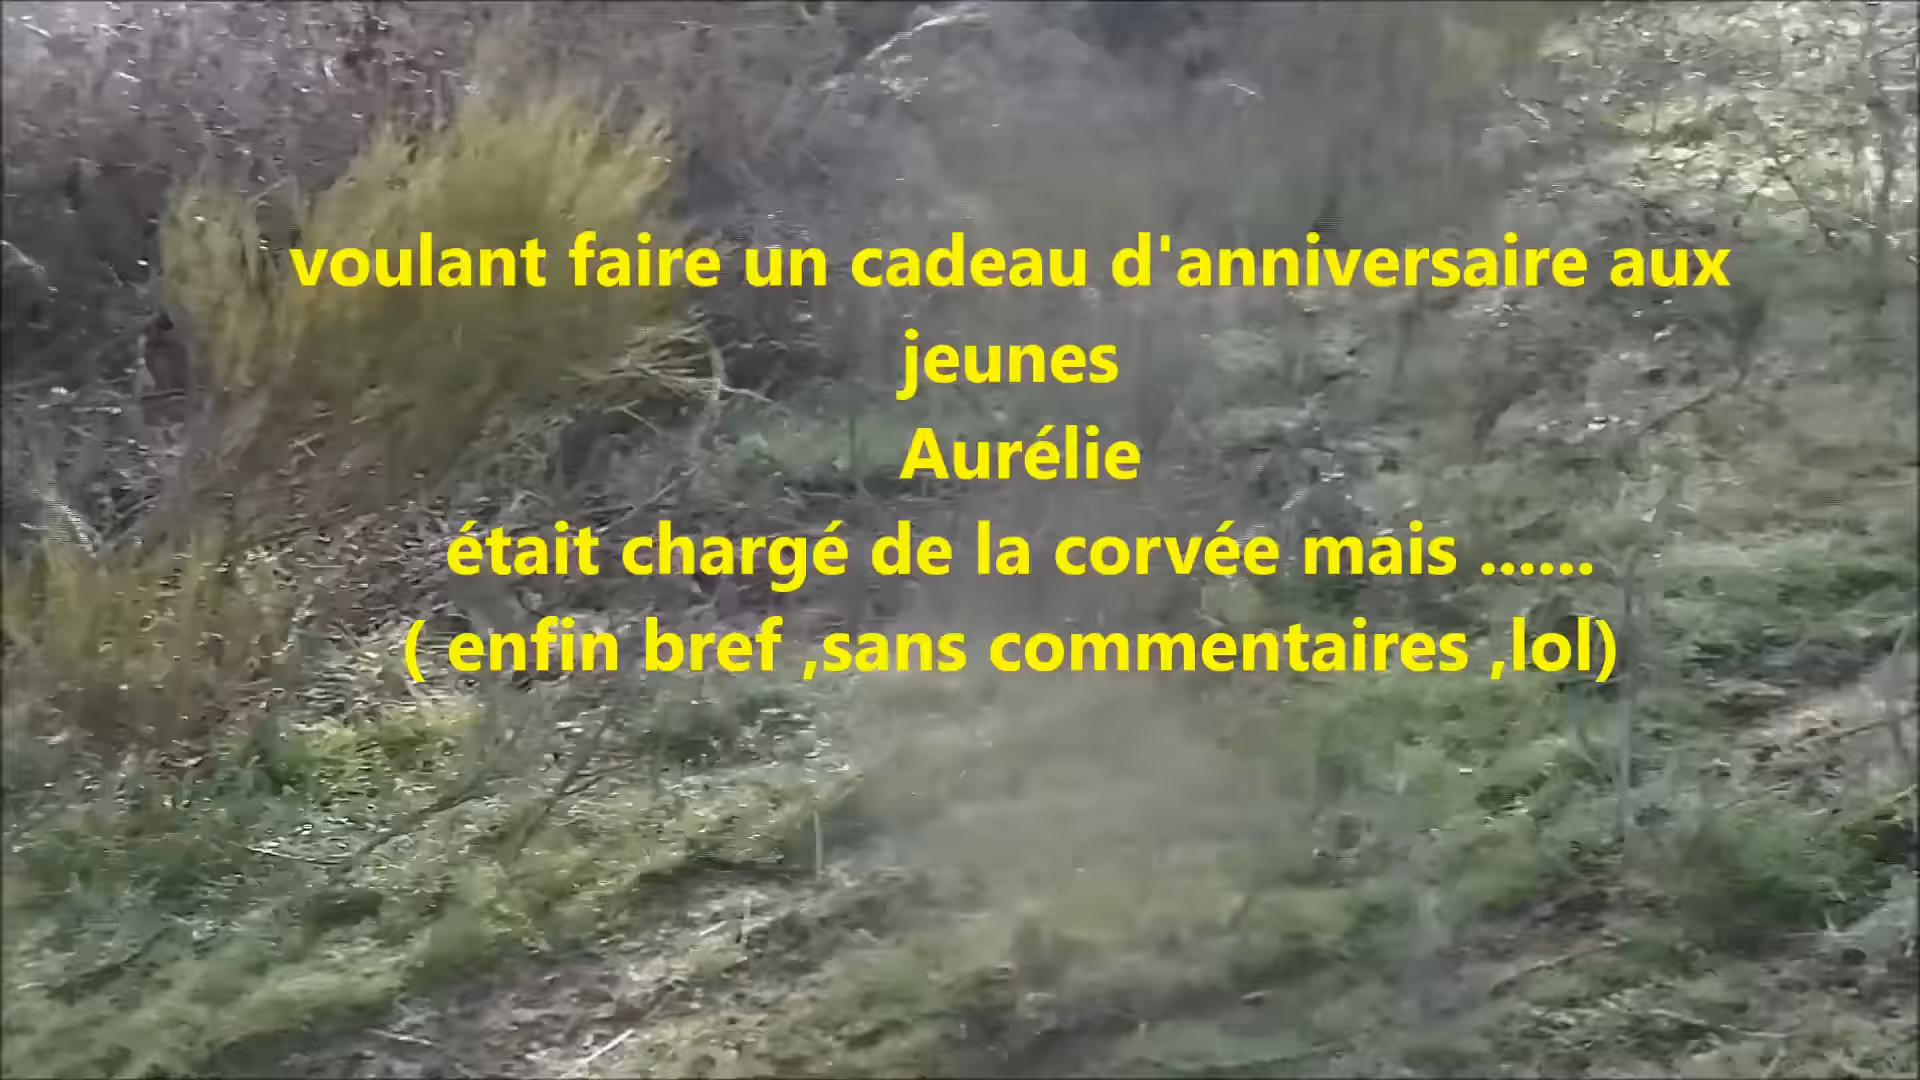 voulant faire un cadeau d'anniversaire aux
jeunes
Aurélie
était chargé de la corvée mais ......
( enfin bref ,sans commentaires ,lol)